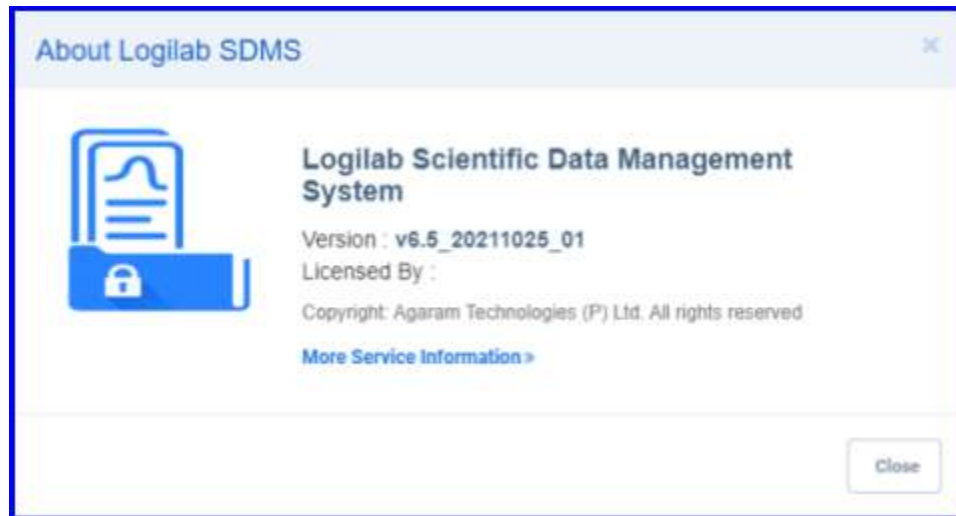 About Logilab SDMS
×
Logilab Scientific Data Management
System
Version : v6.5_20211025_01
Licensed By :
Copyright: Agaram Technologies (P) Ltd. All rights reserved
More Service Information »
Close